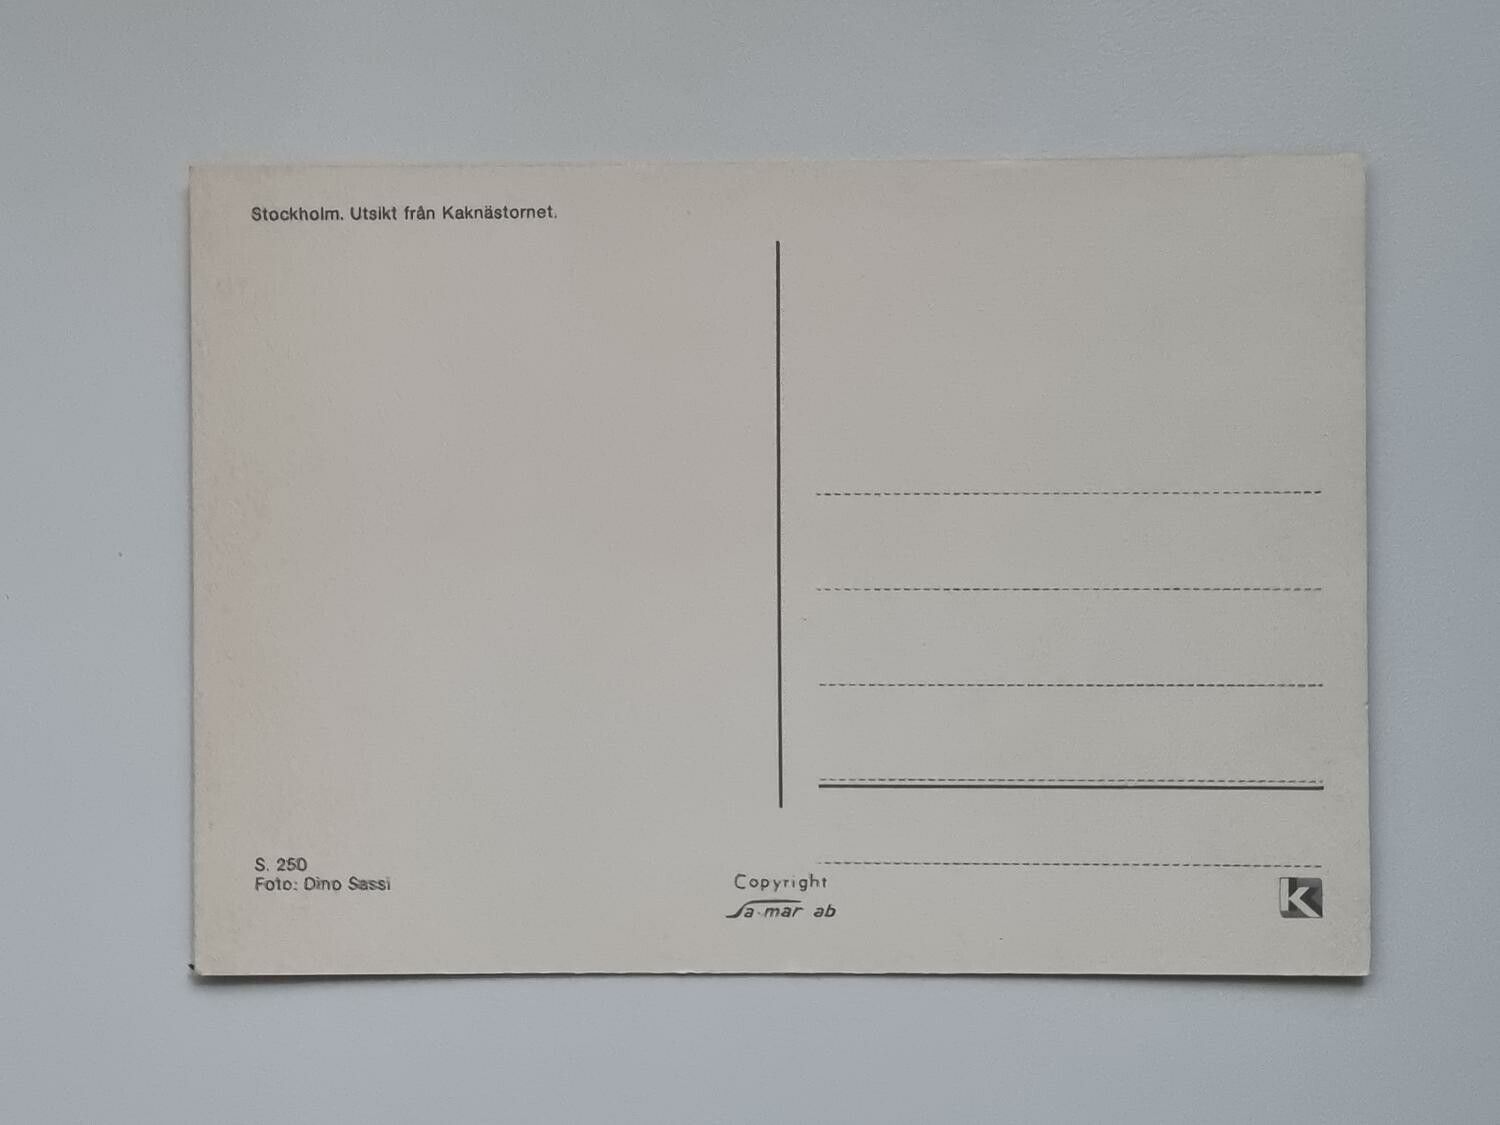 Stockholm. Utsikt från Kaknästornet.
S. 250
Foto: Dino Sassi
Copyright
Sa-mar ab
K